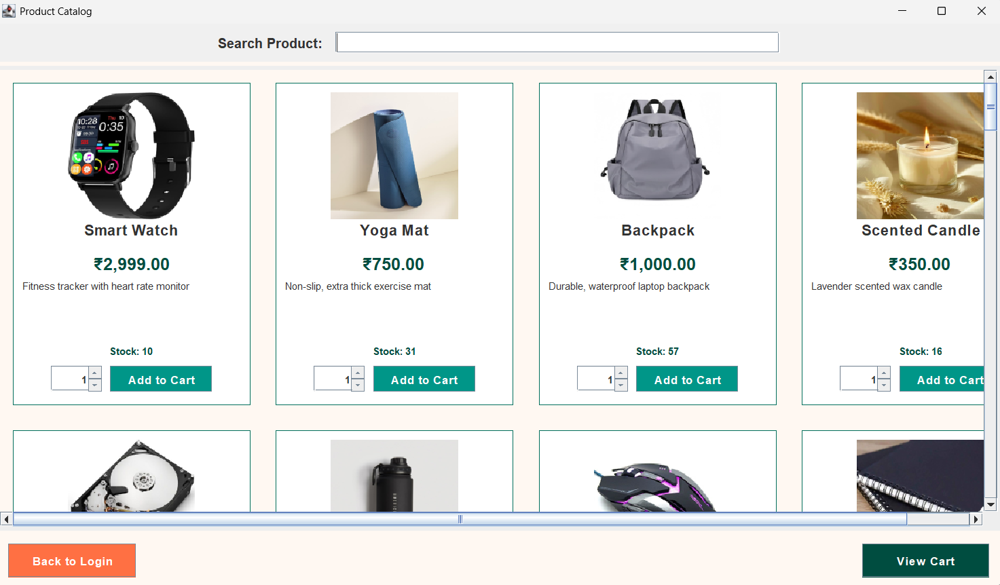 Product Catalog
Search Product:
10:28
Thu 10
0:35
Smart Watch
₹2,999.00
Fitness tracker with heart rate monitor
Stock: 10
1
Add to Cart
Yoga Mat
₹750.00
Non-slip, extra thick exercise mat
Stock: 31
1
Add to Cart
Backpack
₹1,000.00
Durable, waterproof laptop backpack
Stock: 57
1
Add to Cart
Scented Candle
₹350.00
Lavender scented wax candle
Stock: 16
1
Add to Cart
Back to Login
View Cart